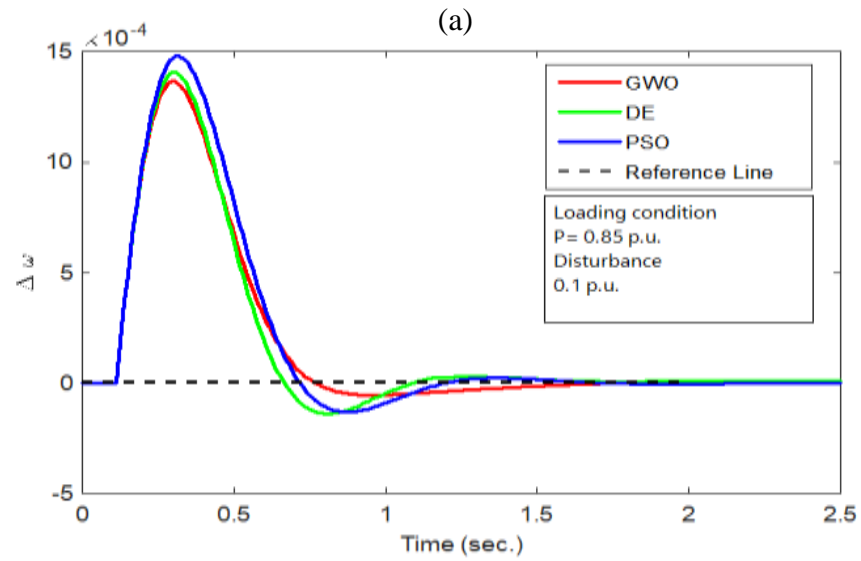 (a)
×10-4
15
10
5
0
-5
Δω
0 0.5 1 1.5 2 2.5
Time (sec.)
GWO
DE
PSO
Reference Line
Loading condition
P= 0.85 p.u.
Disturbance
0.1 p.u.